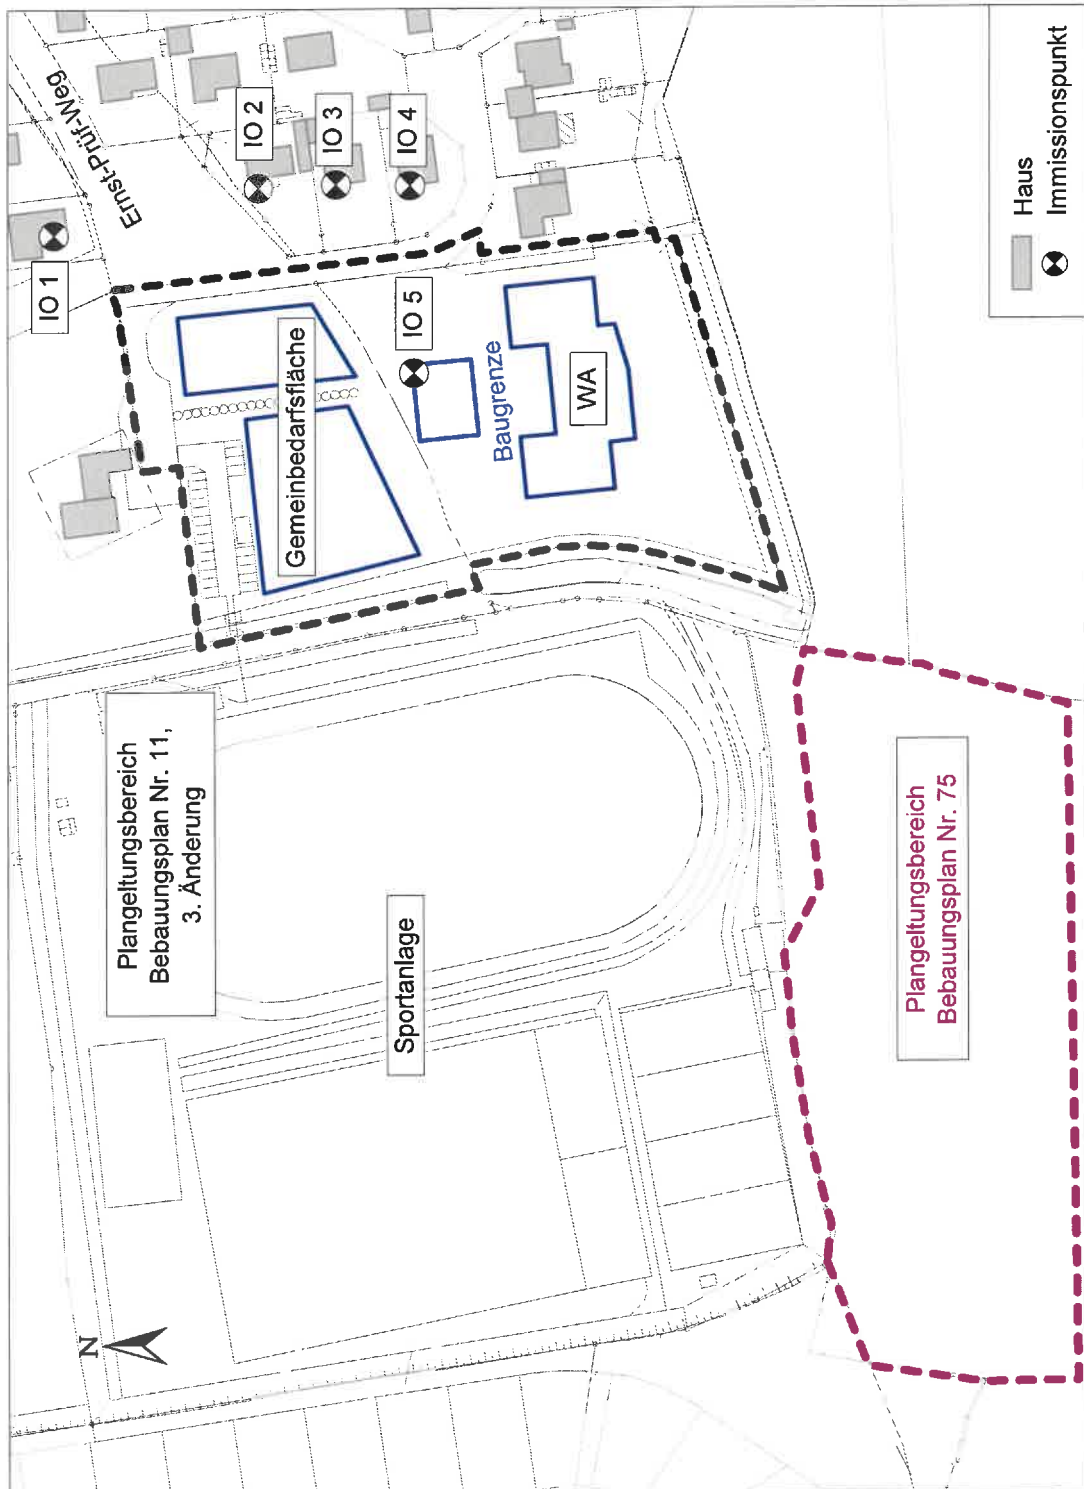 N
Plangeltungsbereich
Bebauungsplan Nr. 11,
3. Änderung
Sportanlage
Plangeltungsbereich
Bebauungsplan Nr. 75
Gemeinbedarfsfläche
Baugrenze
WA
IO 5
IO 1
Ernst-Prüf-Weg
IO 2
IO 3
IO 4
Haus
Immissionspunkt